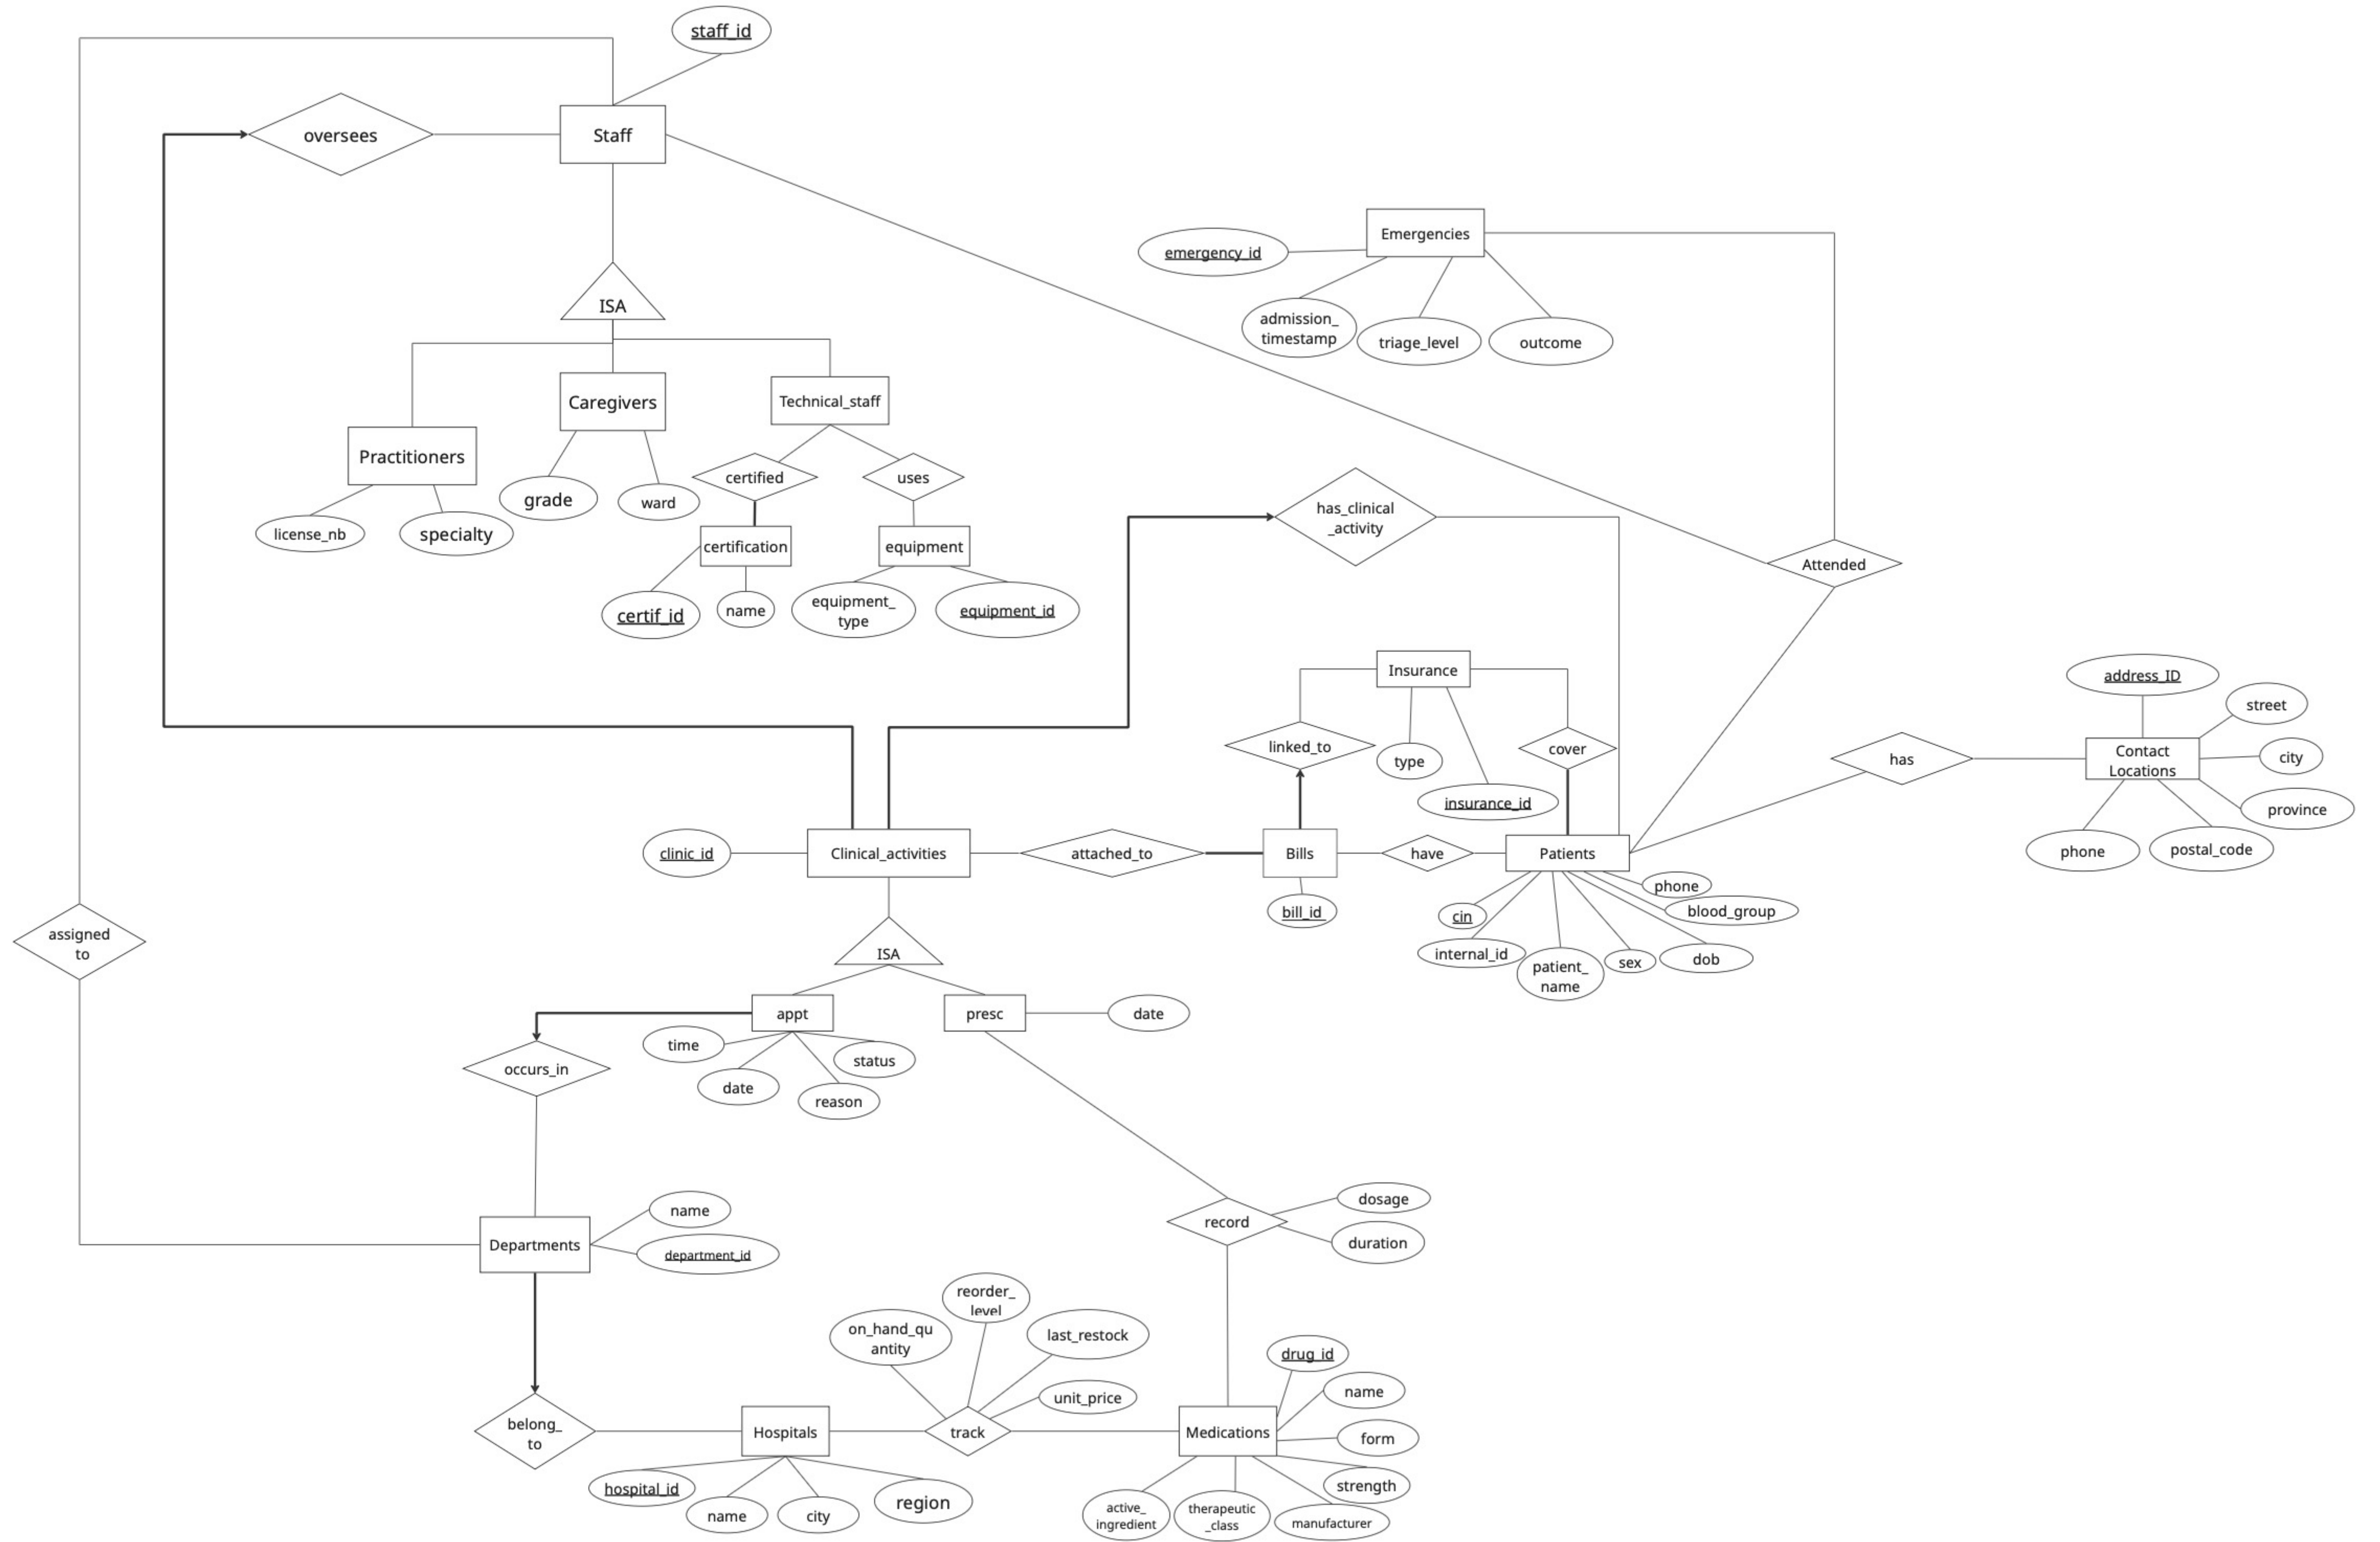 staff_id
oversees
Staff
Emergencies
emergency_id
ISA
admission_
timestamp
triage_level
outcome
Caregivers
Technical_staff
Practitioners
certified
uses
grade
ward
license_nb
specialty
has_clinical
_activity
certification
equipment
Attended
certif_id
name
equipment_
type
equipment_id
Insurance
address_ID
street
linked_to
cover
type
has
Contact
Locations
city
insurance_id
province
clinic_id
Clinical_activities
attached_to
Bills
have
Patients
phone
postal_code
phone
bill_id
cin
blood_group
assigned
to
ISA
internal_id
patient_
name
sex
dob
appt
presc
date
time
status
occurs_in
date
reason
name
dosage
record
Departments
department_id
duration
reorder_
level
on_hand_qu
antity
last_restock
drug_id
unit_price
name
belong_
to
Hospitals
track
Medications
form
hospital_id
name
city
region
strength
active_
ingredient
therapeutic
_class
manufacturer